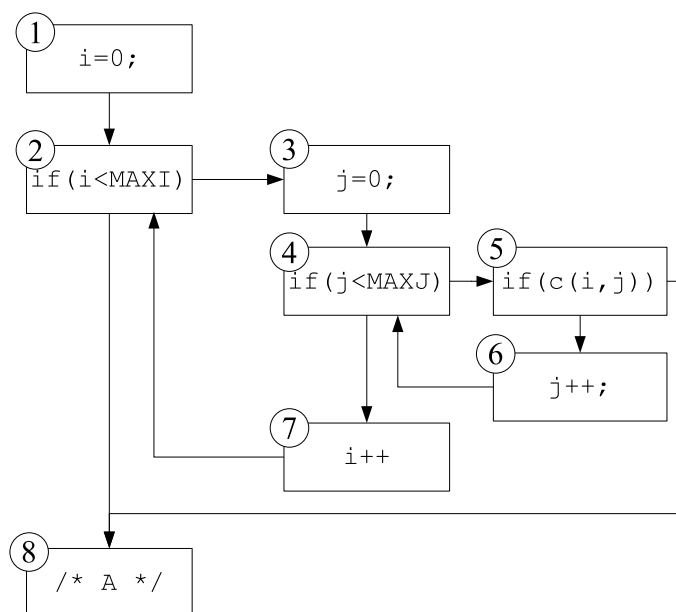 1
i=0;
2
if(i<MAXI)
3
j=0;
4
if(j<MAXJ)
5
if(c(i,j))
6
j++;
7
i++
8
/* A */